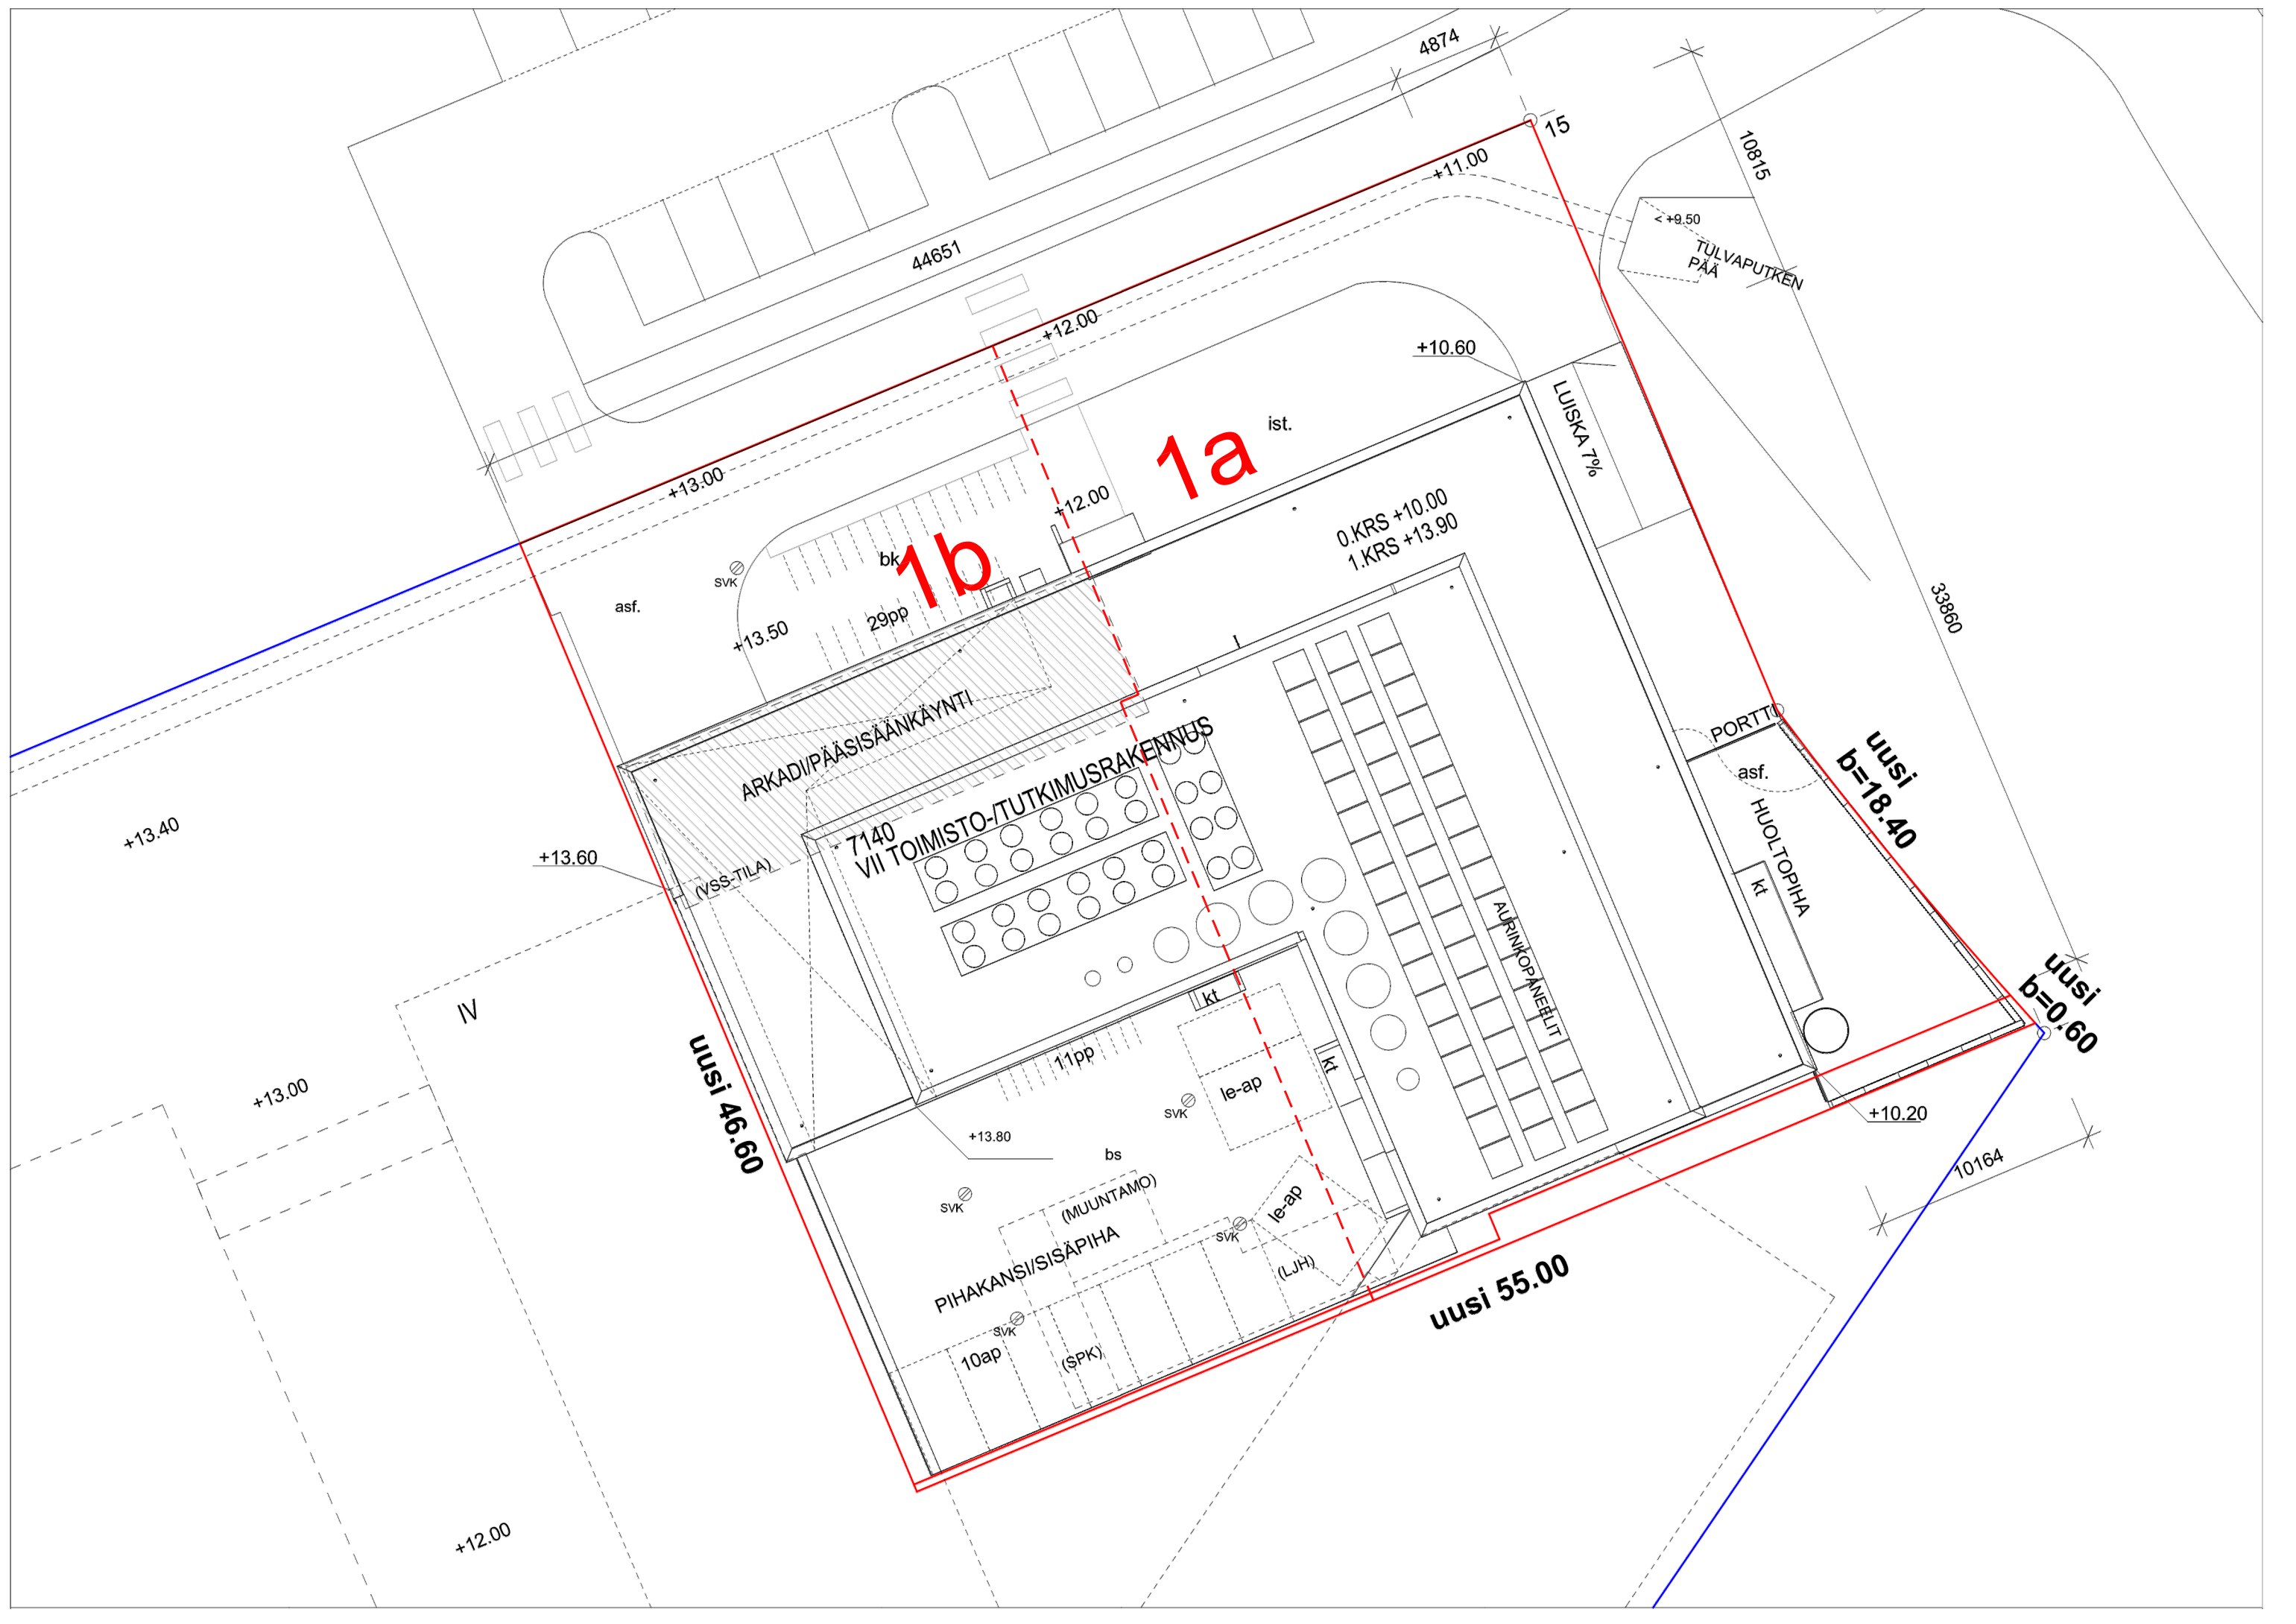 4874
15
10815
+11.00
< +9.50
TULVAPUTKEN
PÄÄ
44651
+12.00
+10.60
LUISKA 7%
ist.
1a
+13.00
+12.00
0.KRS +10.00
1.KRS +13.90
bk
1b
SVK
asf.
29pp
+13.50
33860
I
ARKADI/PÄÄSISÄÄNKÄYNTI
PORTTI
uusi
b=18.40
asf.
HUOLTOPIHA
+13.40
7140
VII TOIMISTO-/TUTKIMUSRAKENNUS
+13.60
(VSS-TILA)
kt
AURINKOPANEELIT
IV
kt
uusi
b=0.60
uusi 46.60
11pp
kt
le-ap
+13.00
SVK
+10.20
+13.80
bs
10164
(MUUNTAMO)
SVK
le-ap
SVK
PIHAKANSI/SISÄPIHA
(LJH)
uusi 55.00
SVK
10ap
(SPK)
+12.00